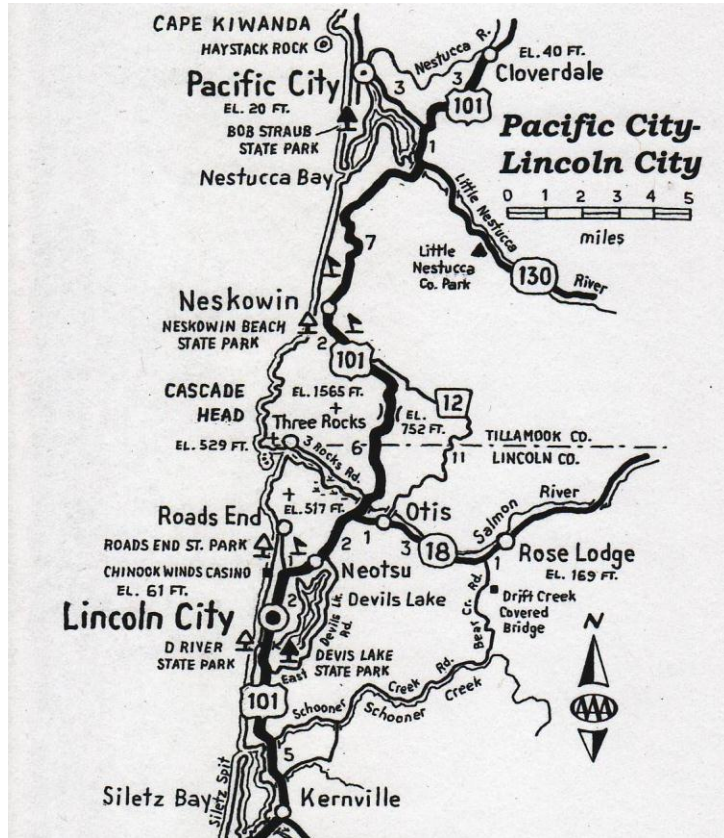 CAPE KIWANDA
HAYSTACK ROCK
Nestucca R.
EL. 40 FT.
Cloverdale
Pacific City
EL. 20 FT.
3
3
101
BOB STRAUB
STATE PARK
1
Pacific City-
Lincoln City
0 1 2 3 4 5
miles
Nestucca Bay
Little Nestucca
River
7
Little
Nestucca
Co. Park
130
Neskowin
NESKOWIN BEACH
STATE PARK
2
101
CASCADE
HEAD
EL. 1565 FT.
12
Three Rocks
EL.
752 FT.
EL. 529 FT.
3 Rocks Rd.
6
11
TILLAMOOK CO.
LINCOLN CO.
EL. 517 FT.
Otis
Salmon
River
Roads End
ROADS END ST. PARK
1
2
1
3
18
1
Rose Lodge
EL. 169 FT.
CHINOOK WINDS CASINO
EL. 61 FT.
Neotsu
Lincoln City
2
Devils Lake
Devils Lk.
Rd.
East
Bear Cr. Rd.
Drift Creek
Covered
Bridge
N
D RIVER
STATE PARK
DEVIS LAKE
STATE PARK
AAA
101
Schooner Creek Rd.
Schooner Creek
5
Siletz Spit
Siletz Bay
Kernville